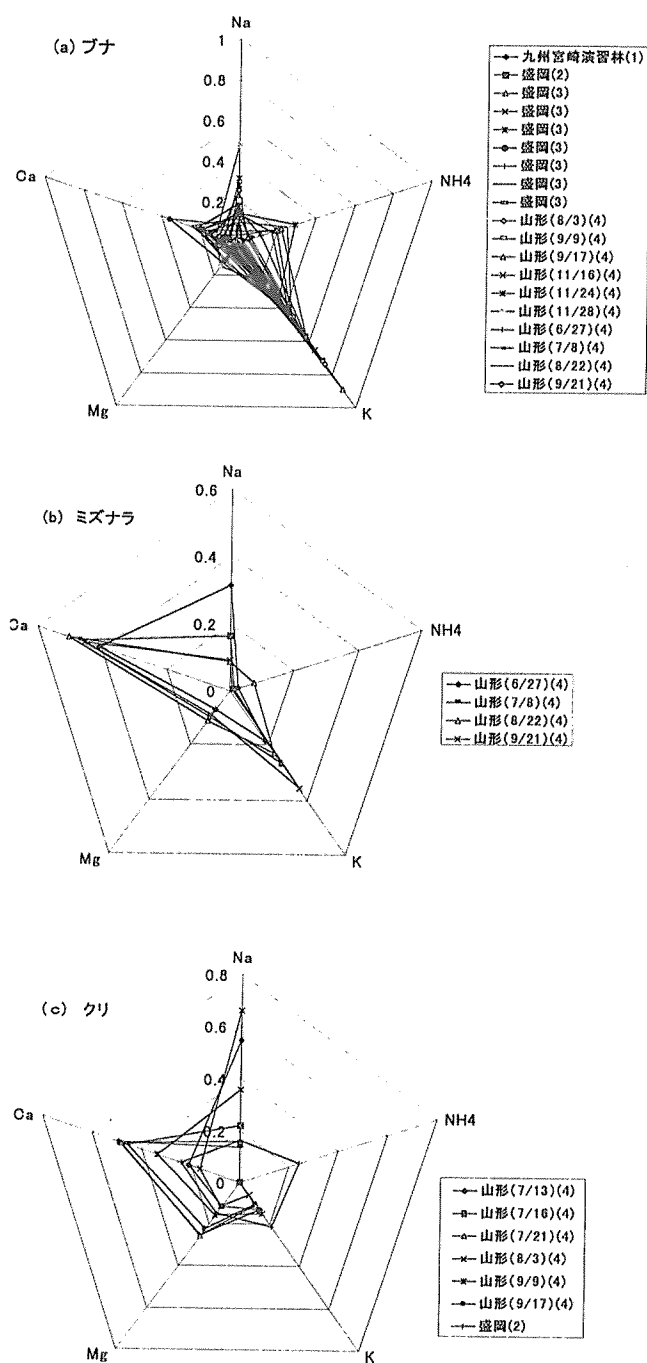 (a) ブナ
Na
1
0.8
0.6
0.4
0.2
Ca
NH4
Mg
K
九州宮崎演習林(1)
盛岡(2)
盛岡(3)
盛岡(3)
盛岡(3)
盛岡(3)
盛岡(3)
盛岡(3)
盛岡(3)
山形(8/3)(4)
山形(9/9)(4)
山形(9/17)(4)
山形(11/16)(4)
山形(11/24)(4)
山形(11/28)(4)
山形(6/27)(4)
山形(7/8)(4)
山形(8/22)(4)
山形(9/21)(4)
(b) ミズナラ
Na
0.6
0.4
0.2
0
Ca
NH4
Mg
K
山形(6/27)(4)
山形(7/8)(4)
山形(8/22)(4)
山形(9/21)(4)
(c) クリ
Na
0.8
0.6
0.4
0.2
0
Ca
NH4
Mg
K
山形(7/13)(4)
山形(7/16)(4)
山形(7/21)(4)
山形(8/3)(4)
山形(9/9)(4)
山形(9/17)(4)
盛岡(2)